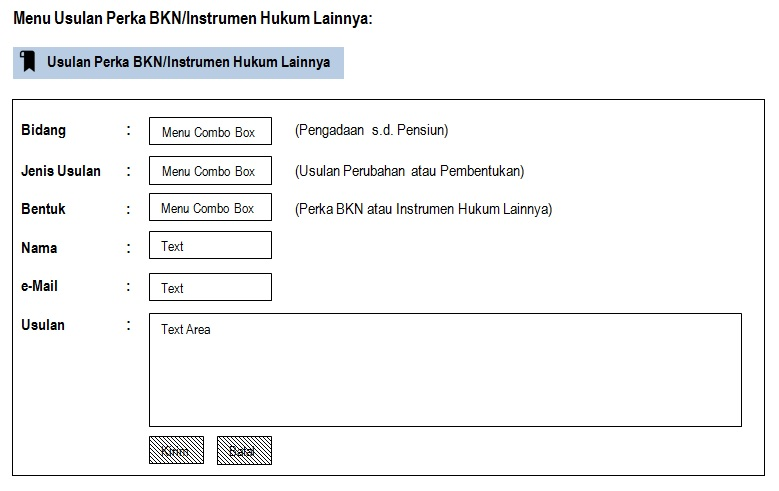 Menu Usulan Perka BKN/Instrumen Hukum Lainnya:
Usulan Perka BKN/Instrumen Hukum Lainnya
Bidang : Menu Combo Box (Pengadaan s.d. Pensiun)
Jenis Usulan : Menu Combo Box (Usulan Perubahan atau Pembentukan)
Bentuk : Menu Combo Box (Perka BKN atau Instrumen Hukum Lainnya)
Nama : Text
e-Mail : Text
Usulan : Text Area
Kirim Batal